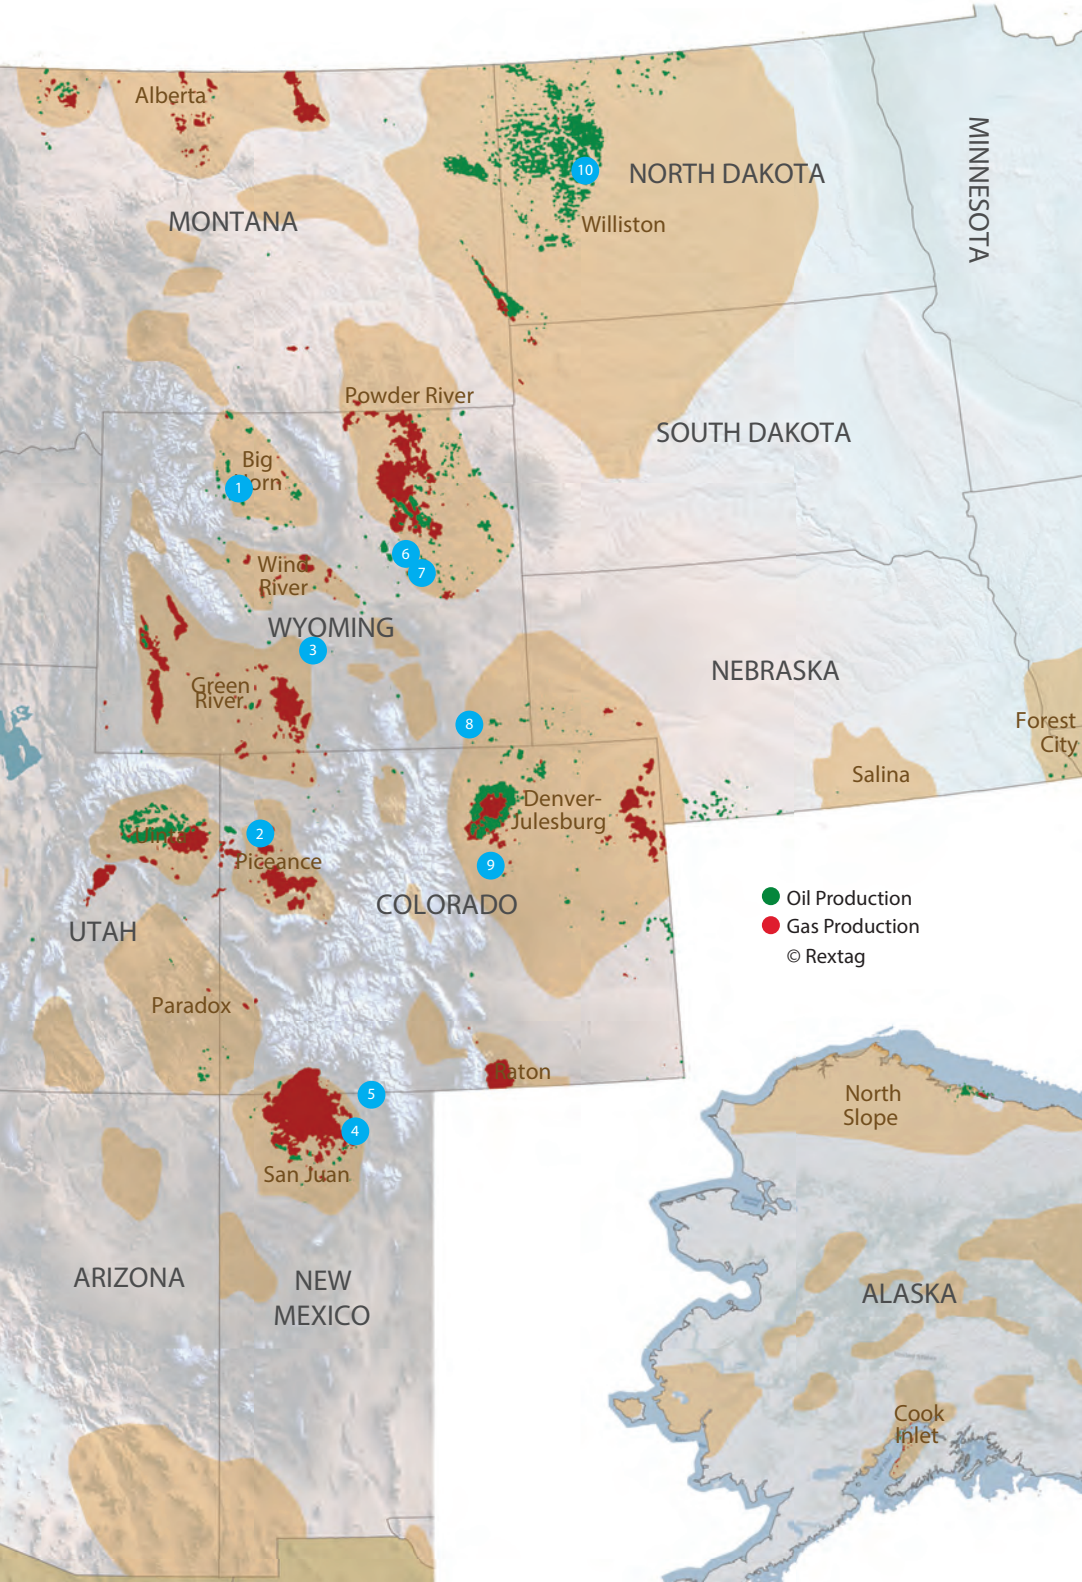 Alberta
MONTANA
NORTH DAKOTA
10
Williston
MINNESOTA
Powder River
SOUTH DAKOTA
Big
1
6
7
Wind
River
WYOMING
3
NEBRASKA
Green
River
8
Forest
City
Salina
Denver-
Julesburg
2
Piceance
9
COLORADO
UTAH
Oil Production
Gas Production
© Rextag
Paradox
Raton
5
4
San Juan
North
Slope
ARIZONA
NEW
MEXICO
ALASKA
Cook
Inlet